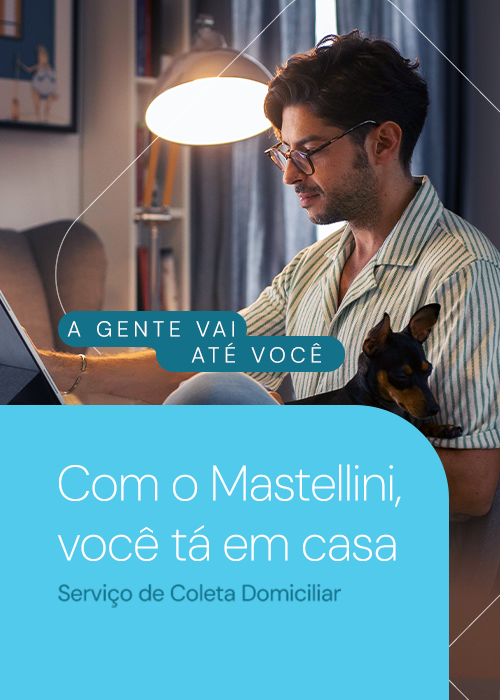 A GENTE VAI
ATÉ VOCÊ
Com o Mastellini,
você tá em casa
Serviço de Coleta Domiciliar